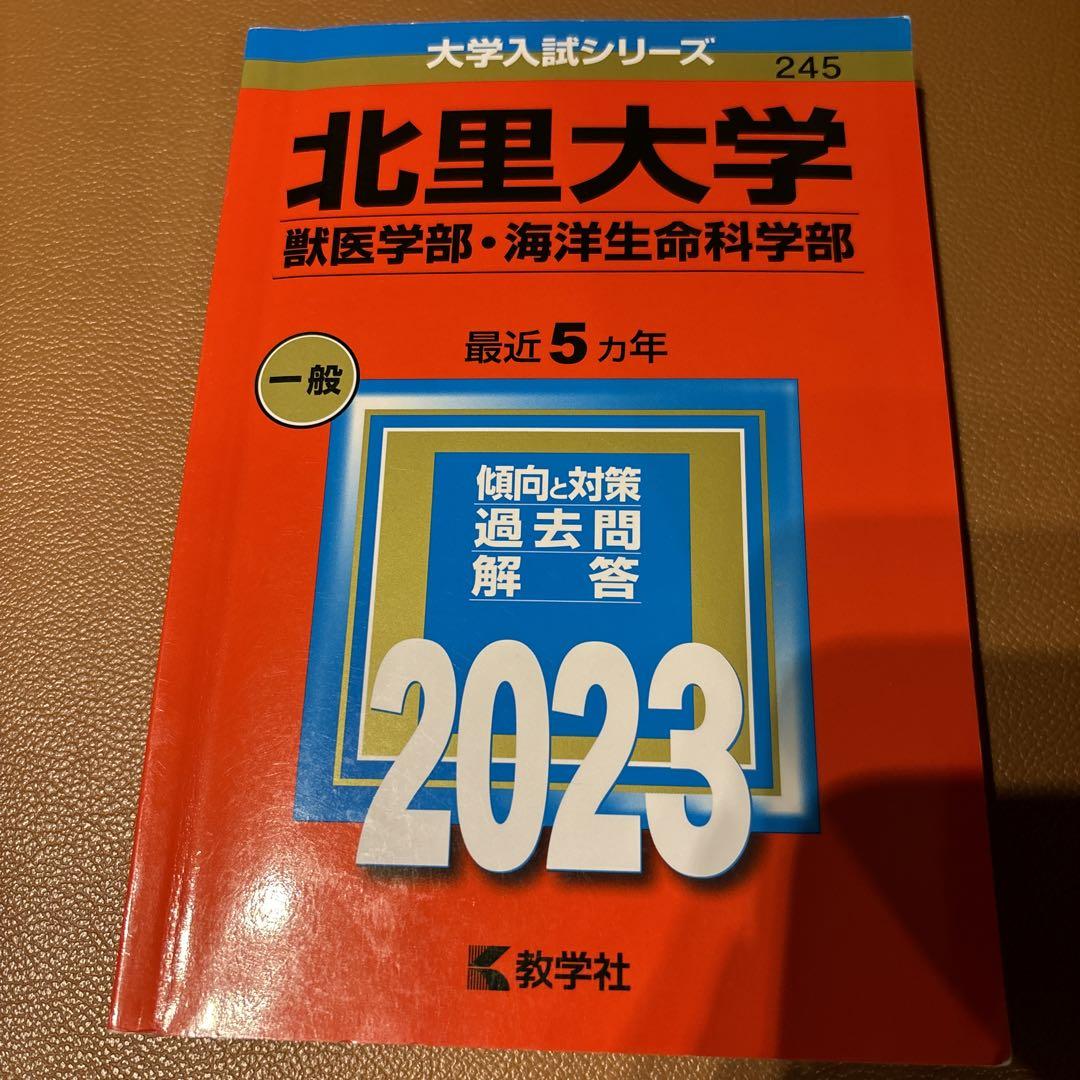 大学入試シリーズ
245
北里大学
獣医学部・海洋生命科学部
最近5ヵ年
一般
傾向と対策
過去問
解答
2023
教学社